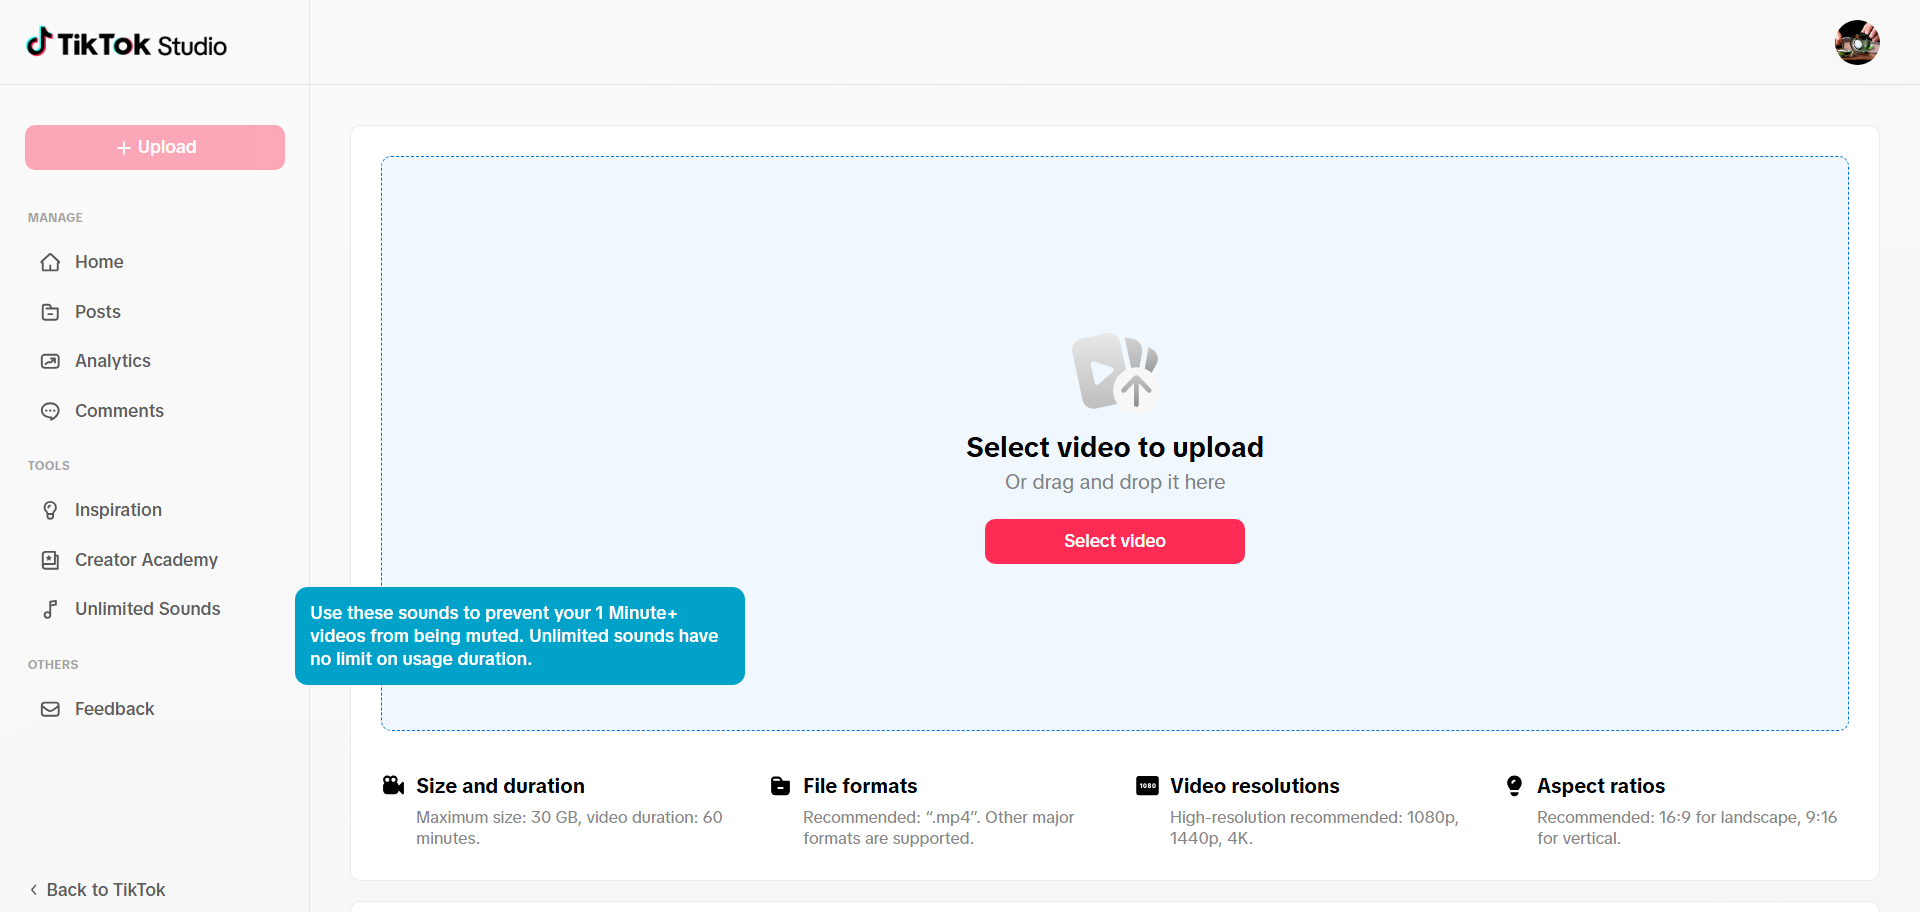 TikTok Studio
+ Upload
MANAGE
Home
Posts
Analytics
Comments
TOOLS
Inspiration
Creator Academy
Unlimited Sounds
OTHERS
Feedback
Back to TikTok
Select video to upload
Or drag and drop it here
Select video
Use these sounds to prevent your 1 Minute+
videos from being muted. Unlimited sounds have
no limit on usage duration.
Size and duration
Maximum size: 30 GB, video duration: 60
minutes.
File formats
Recommended: “.mp4”. Other major
formats are supported.
1080
Video resolutions
High-resolution recommended: 1080p,
1440p, 4K.
Aspect ratios
Recommended: 16:9 for landscape, 9:16
for vertical.